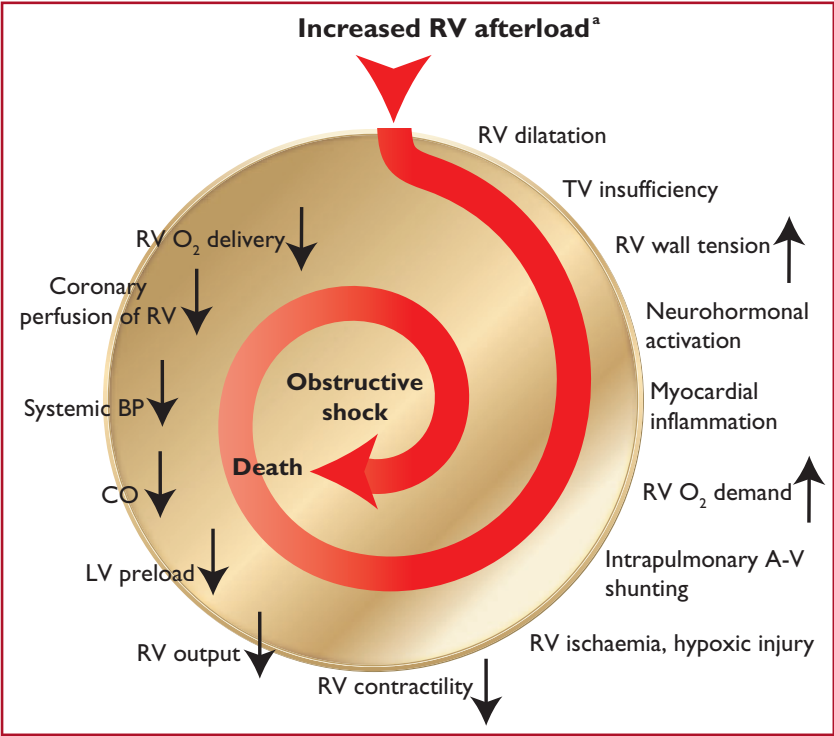 Increased RV afterloadᵃ
RV dilatation
TV insufficiency
RV wall tension
Neurohormonal
activation
Myocardial
inflammation
RV O₂ demand
Intrapulmonary A-V
shunting
RV ischaemia, hypoxic injury
RV contractility
RV output
LV preload
CO
Systemic BP
Coronary
perfusion of RV
RV O₂ delivery
Obstructive
shock
Death